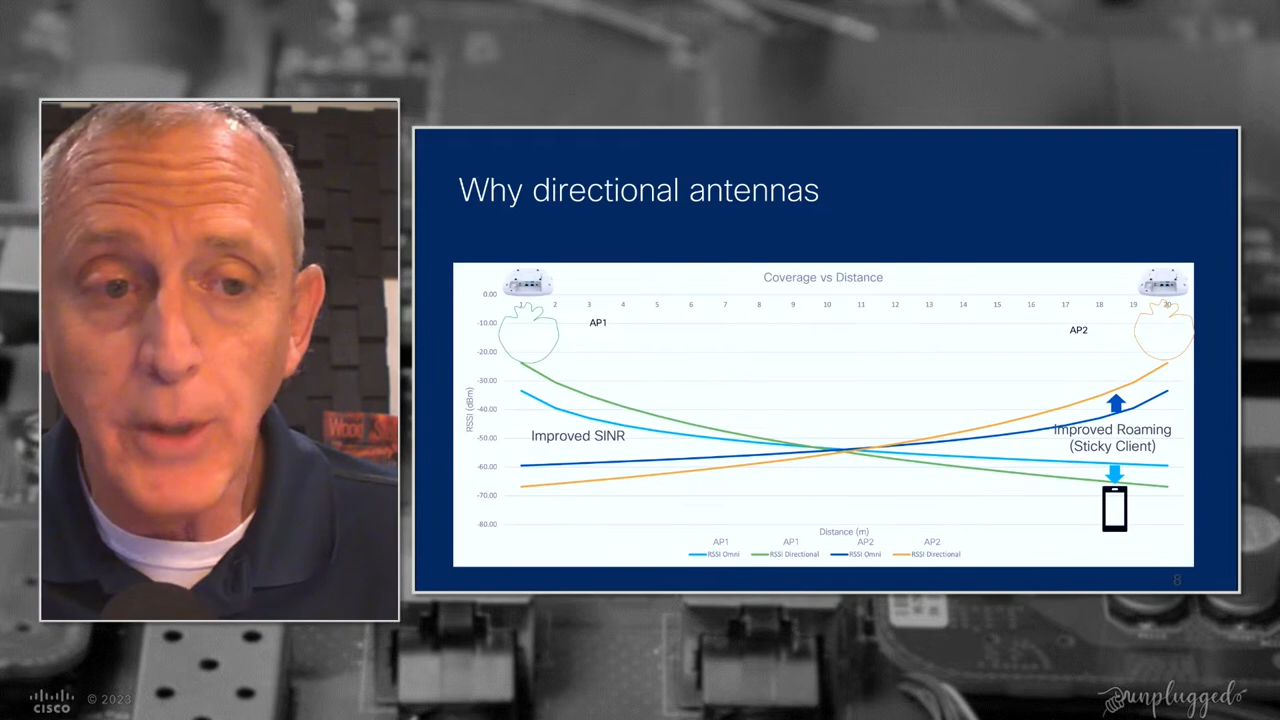 Why directional antennas
Coverage vs Distance
0.00
1 2 3 4 5 6 7 8 9 10 11 12 13 14 15 16 17 18 19 20
-10.00
AP1
AP2
-20.00
-30.00
-40.00
RSSI (dBm)
Improved SINR
Improved Roaming
(Sticky Client)
-50.00
-60.00
-70.00
-80.00
Distance (m)
AP1 AP1 AP2 AP2
RSSI Omni RSSI Directional RSSI Omni RSSI Directional
8
CISCO
© 2023
unplugged